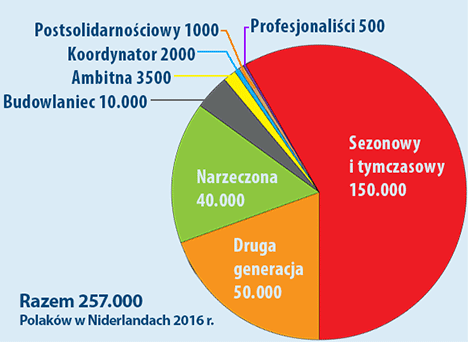 Postsolidarnościowy 1000
Profesjonaliści 500
Koordynator 2000
Ambitna 3500
Budowlaniec 10.000
Sezonowy
i tymczasowy
150.000
Narzeczona
40.000
Druga
generacja
50.000
Razem 257.000
Polaków w Niderlandach 2016 r.